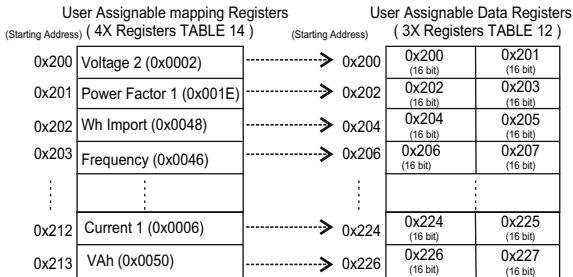 User Assignable mapping Registers
( 4X Registers TABLE 14 )
User Assignable Data Registers
( 3X Registers TABLE 12 )
(Starting Address)
(Starting Address)
0x200 Voltage 2 (0x0002) 0x200 0x200 (16 bit) 0x201 (16 bit)
0x201 Power Factor 1 (0x001E) 0x202 0x202 (16 bit) 0x203 (16 bit)
0x202 Wh Import (0x0048) 0x204 0x204 (16 bit) 0x205 (16 bit)
0x203 Frequency (0x0046) 0x206 0x206 (16 bit) 0x207 (16 bit)
0x212 Current 1 (0x0006) 0x224 0x224 (16 bit) 0x225 (16 bit)
0x213 VAh (0x0050) 0x226 0x226 (16 bit) 0x227 (16 bit)